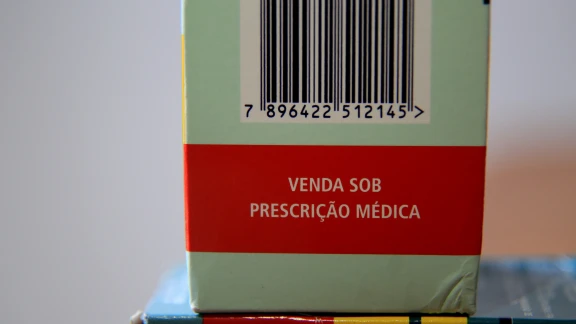 7 896422 512145 >
VENDA SOB
PRESCRIÇÃO MÉDICA